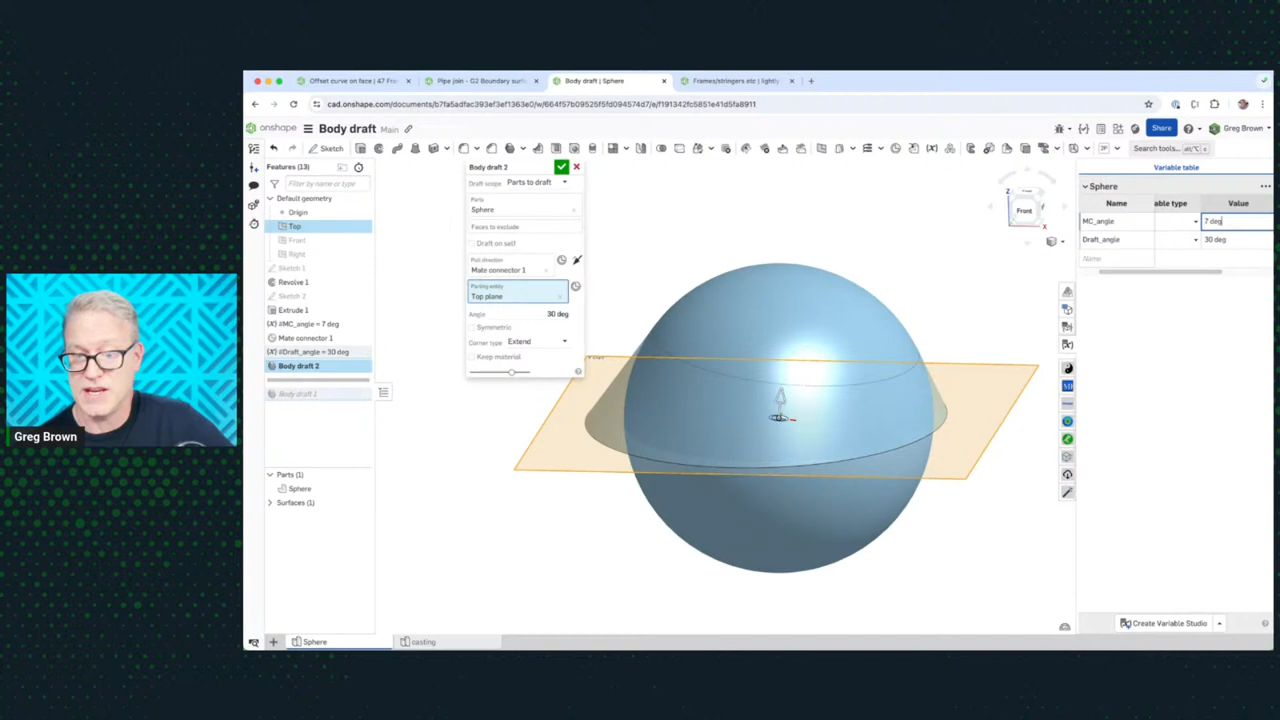 Offset curve on face | 47 Fra
Pipe join - G2 Boundary surf
Body draft | Sphere
Frames/stringers etc | lightly
cad.onshape.com/documents/b7fa5adfac393ef3ef1363e0/w/664f57b09525f5fd094574d7/e/f191342fc5851e41d5fa8911
onshape
Body draft
Main
Share
Greg Brown
Sketch
Search tools...
alt/⌥ c
Features (13)
Filter by name or type
Default geometry
Origin
Top
Front
Right
Sketch 1
Revolve 1
Sketch 2
Extrude 1
#MC_angle = 7 deg
Mate connector 1
#Draft_angle = 30 deg
Body draft 2
Body draft 1
Parts (1)
Sphere
Surfaces (1)
Body draft 2
Draft scope
Parts to draft
Parts
Sphere
Faces to exclude
Draft on self
Pull direction
Mate connector 1
Parting entity
Top plane
Angle
30 deg
Symmetric
Corner type
Extend
Keep material
Z
Front
X
Variable table
Sphere
Name
able type
Value
MC_angle
7 deg
Draft_angle
30 deg
Name
Create Variable Studio
Sphere
casting
Greg Brown